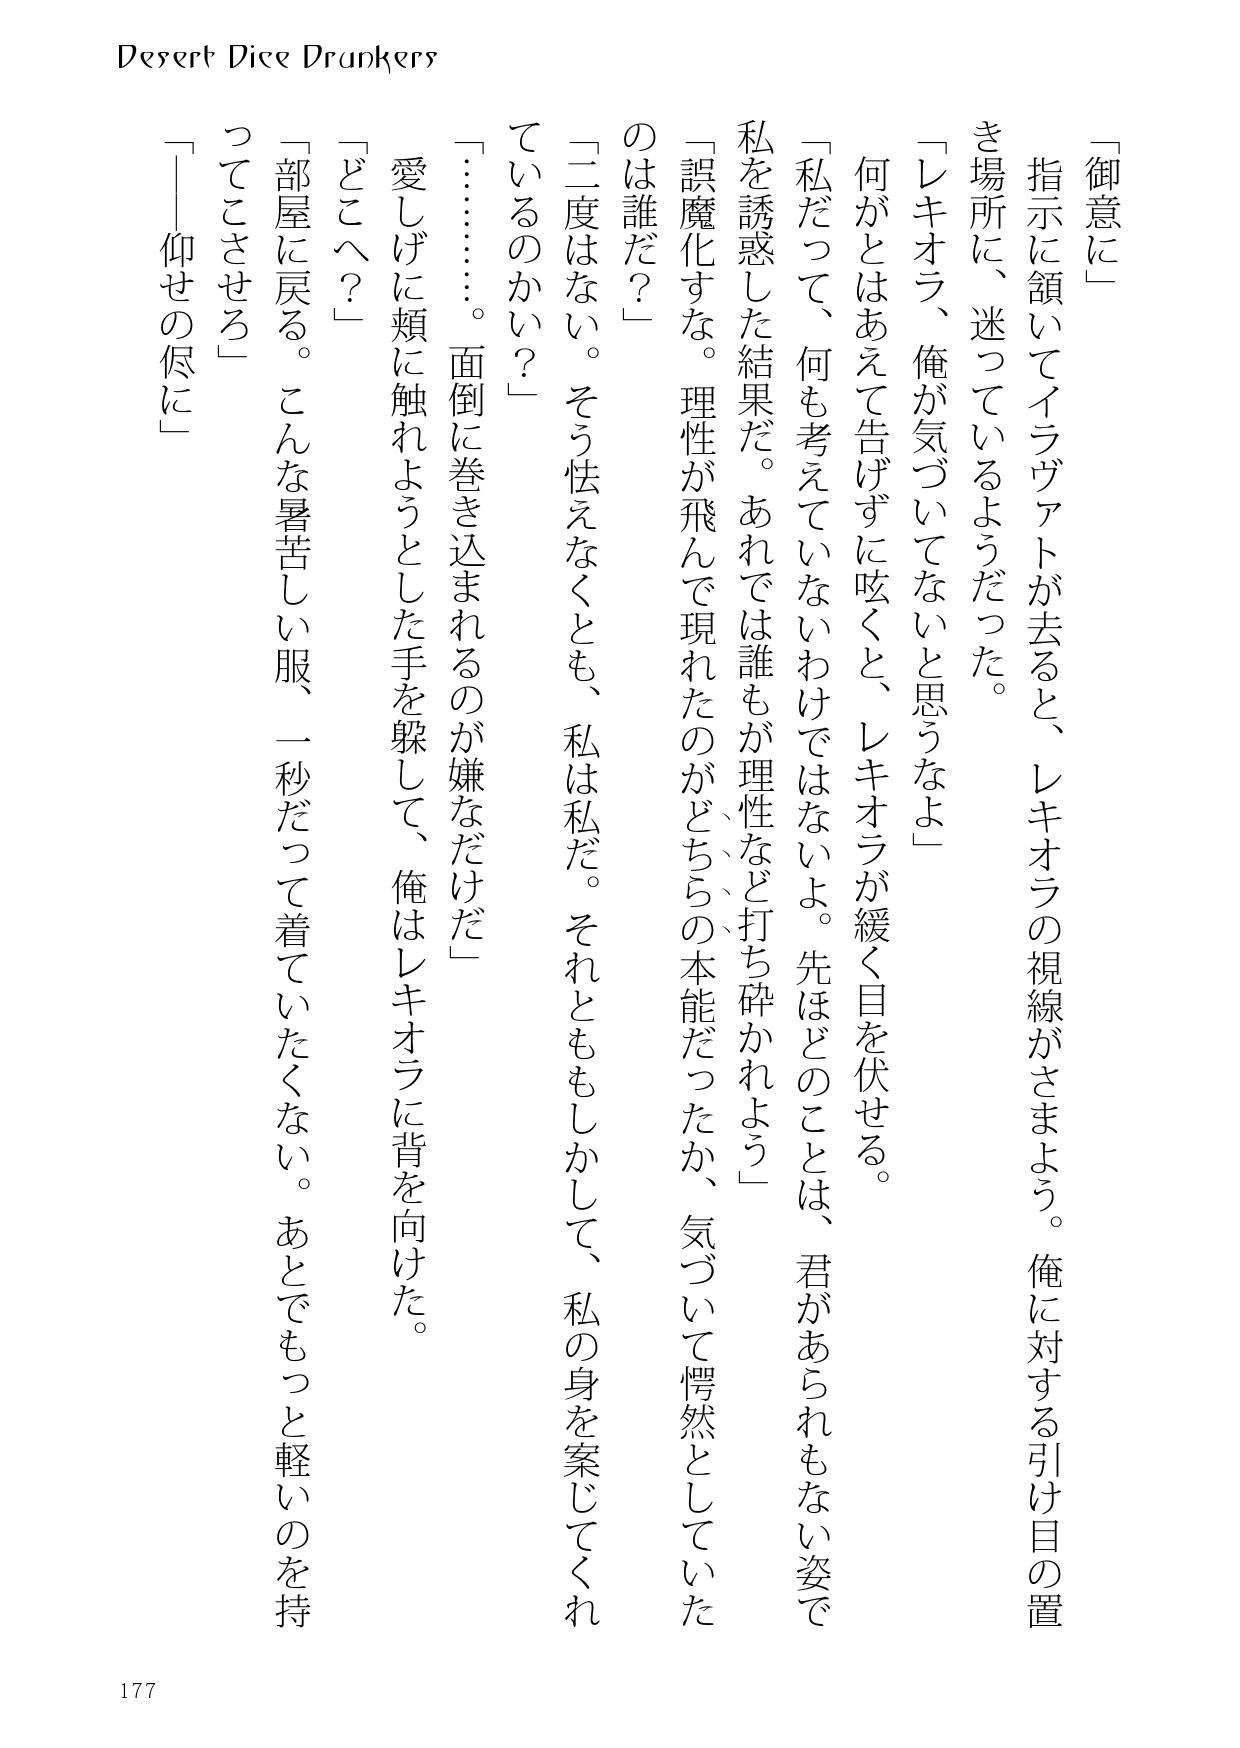 Desert Dice Drunkers
「御意に」
　指示に頷いてイラヴァトが去ると、レキオラの視線がさまよう。俺に対する引け目の置
き場所に、迷っているようだった。
「レキオラ、俺が気づいてないと思うなよ」
　何がとはあえて告げずに呟くと、レキオラが緩く目を伏せる。
「私だって、何も考えていないわけではないよ。先ほどのことは、君があられもない姿で
私を誘惑した結果だ。あれでは誰もが理性など打ち砕かれよう」
「誤魔化すな。理性が飛んで現れたのがどちらの本能だったか、気づいて愕然としていた
のは誰だ？」
「二度はない。そう怯えなくとも、私は私だ。それとももしかして、私の身を案じてくれ
ているのかい？」
「…………。面倒に巻き込まれるのが嫌なだけだ」
　愛しげに頬に触れようとした手を躱して、俺はレキオラに背を向けた。
「どこへ？」
「部屋に戻る。こんな暑苦しい服、一秒だって着ていたくない。あとでもっと軽いのを持
ってこさせろ」
「――仰せの侭に」
177